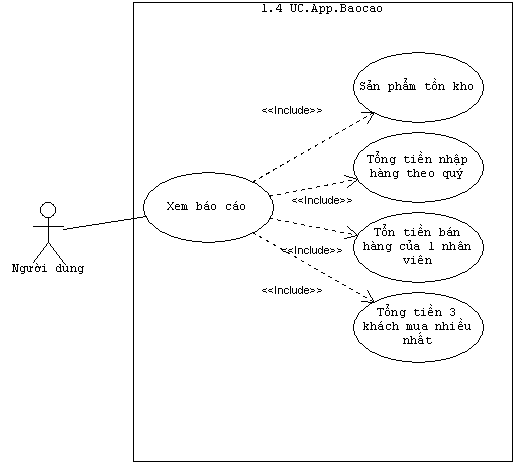 1.4 UC.App.Baocao
Sản phẩm tồn kho
<<Include>>
Tổng tiền nhập
hàng theo quý
<<Include>>
Xem báo cáo
Tổn tiền bán
hàng của 1 nhân
viên
<<Include>>
Người dung
<<Include>>
Tổng tiền 3
khách mua nhiều
nhất